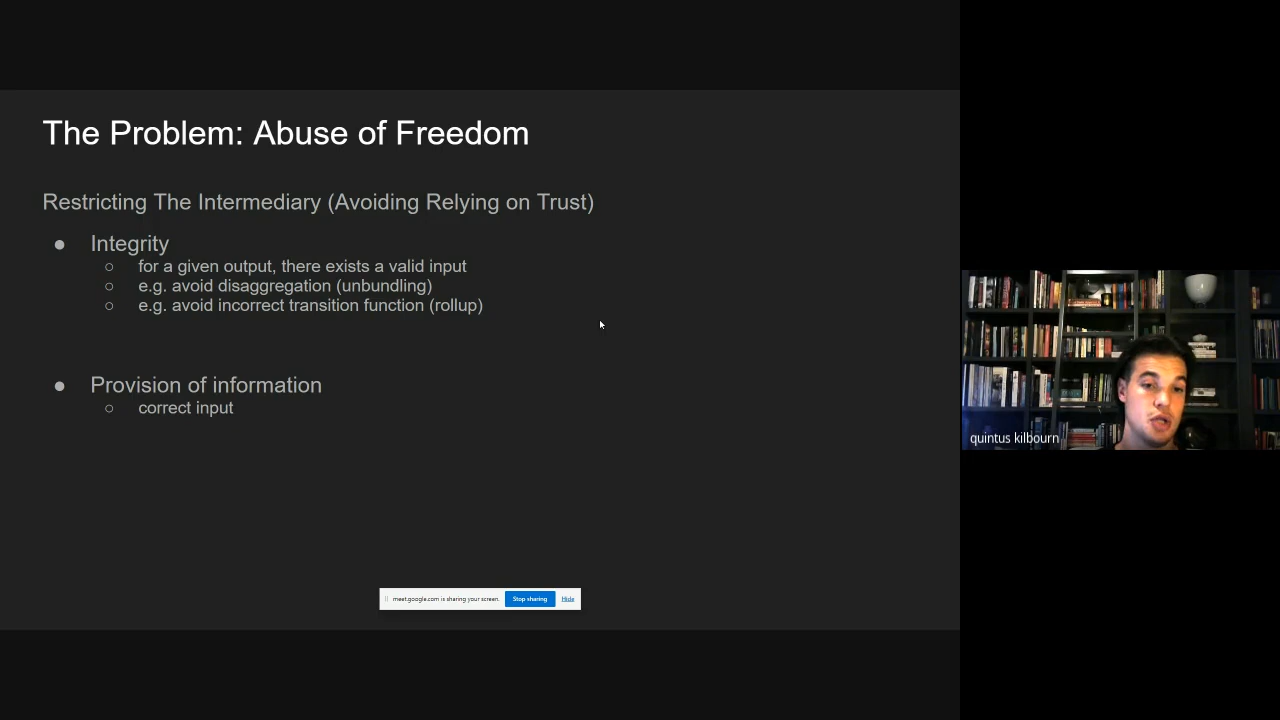 The Problem: Abuse of Freedom
Restricting The Intermediary (Avoiding Relying on Trust)
● Integrity
○ for a given output, there exists a valid input
○ e.g. avoid disaggregation (unbundling)
○ e.g. avoid incorrect transition function (rollup)
● Provision of information
○ correct input
quintus kilbourn
meet.google.com is sharing your screen. Stop sharing Hide